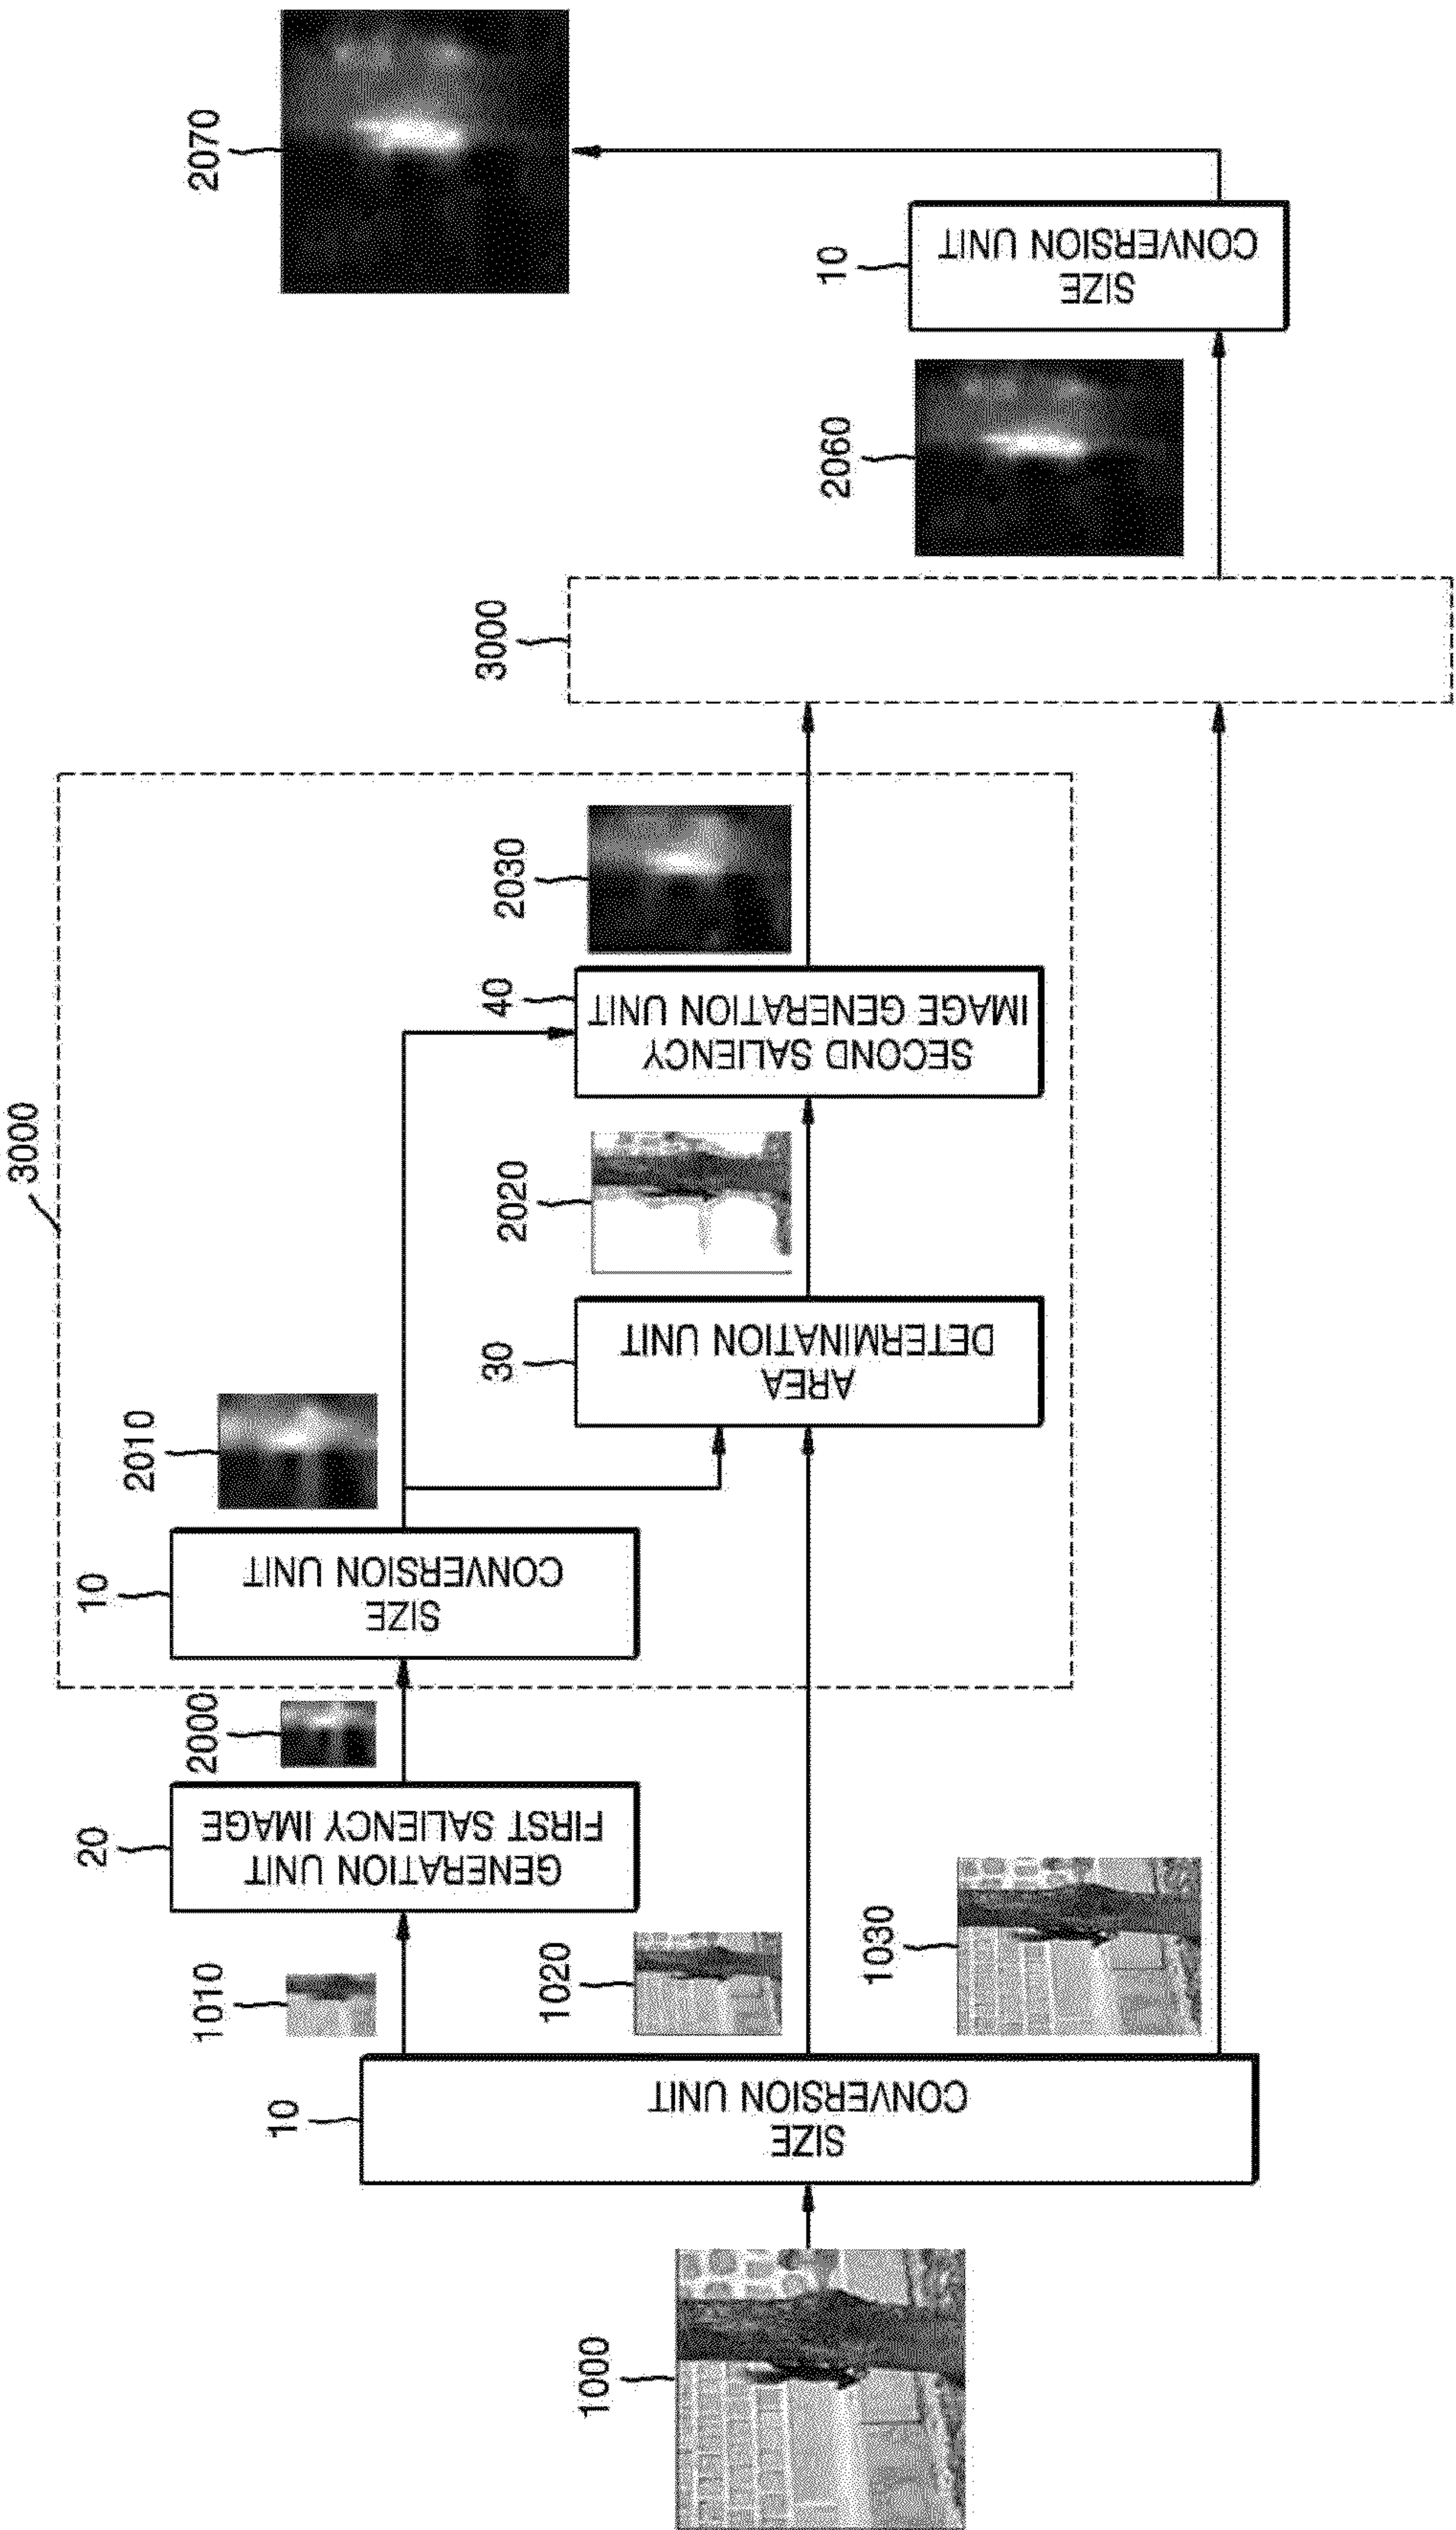 1000
10
SIZE
CONVERSION UNIT
1010
1020
1030
20
FIRST SALIENCY IMAGE
GENERATION UNIT
2000
3000
10
SIZE
CONVERSION UNIT
2010
30
AREA
DETERMINATION UNIT
2020
40
SECOND SALIENCY
IMAGE GENERATION UNIT
2030
3000
2060
10
SIZE
CONVERSION UNIT
2070